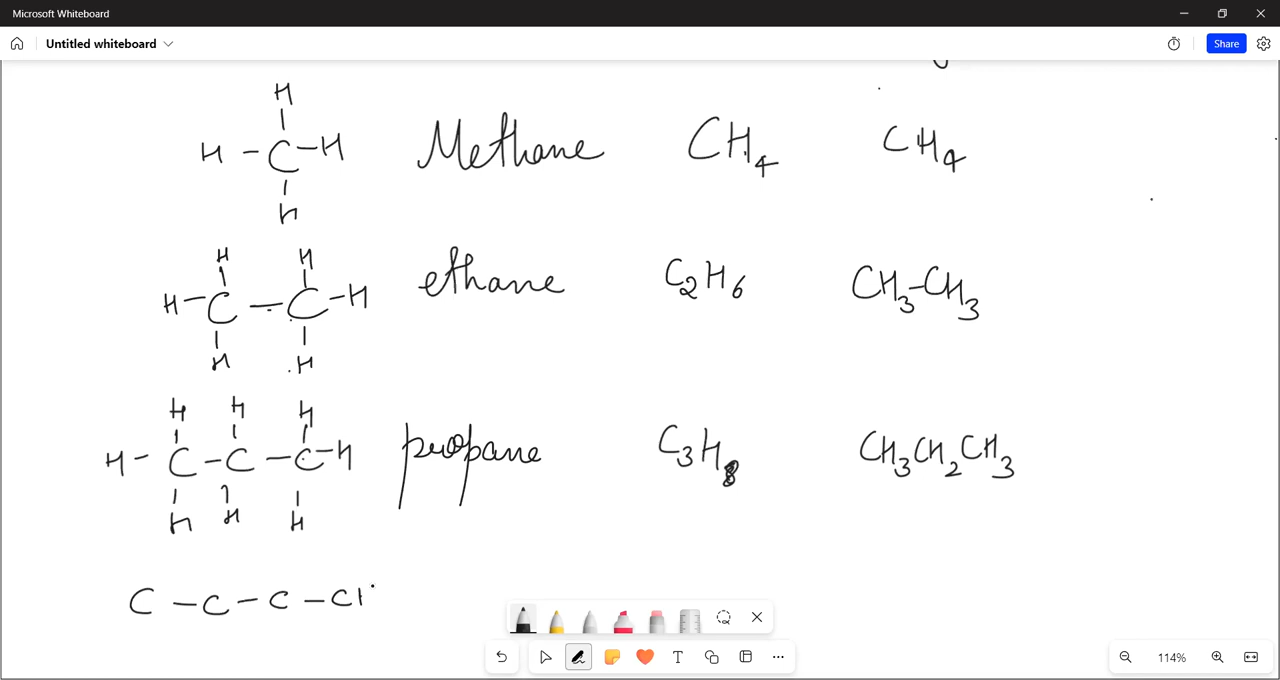 Microsoft Whiteboard
Untitled whiteboard
Share
H
H - C - H Methane CH4 CH4
H
H H
H - C - C - H ethane C2H6 CH3-CH3
H H
H H H
H - C - C - C - H propane C3H8 CH3CH2CH3
H H H
C - C - C - C
114%